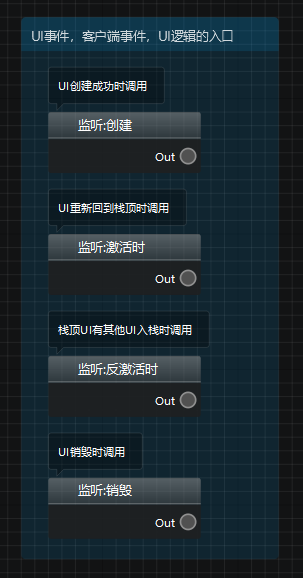 UI事件，客户端事件，UI逻辑的入口
UI创建成功时调用
监听:创建
Out
UI重新回到栈顶时调用
监听:激活时
Out
栈顶UI有其他UI入栈时调用
监听:反激活时
Out
UI销毁时调用
监听:销毁
Out